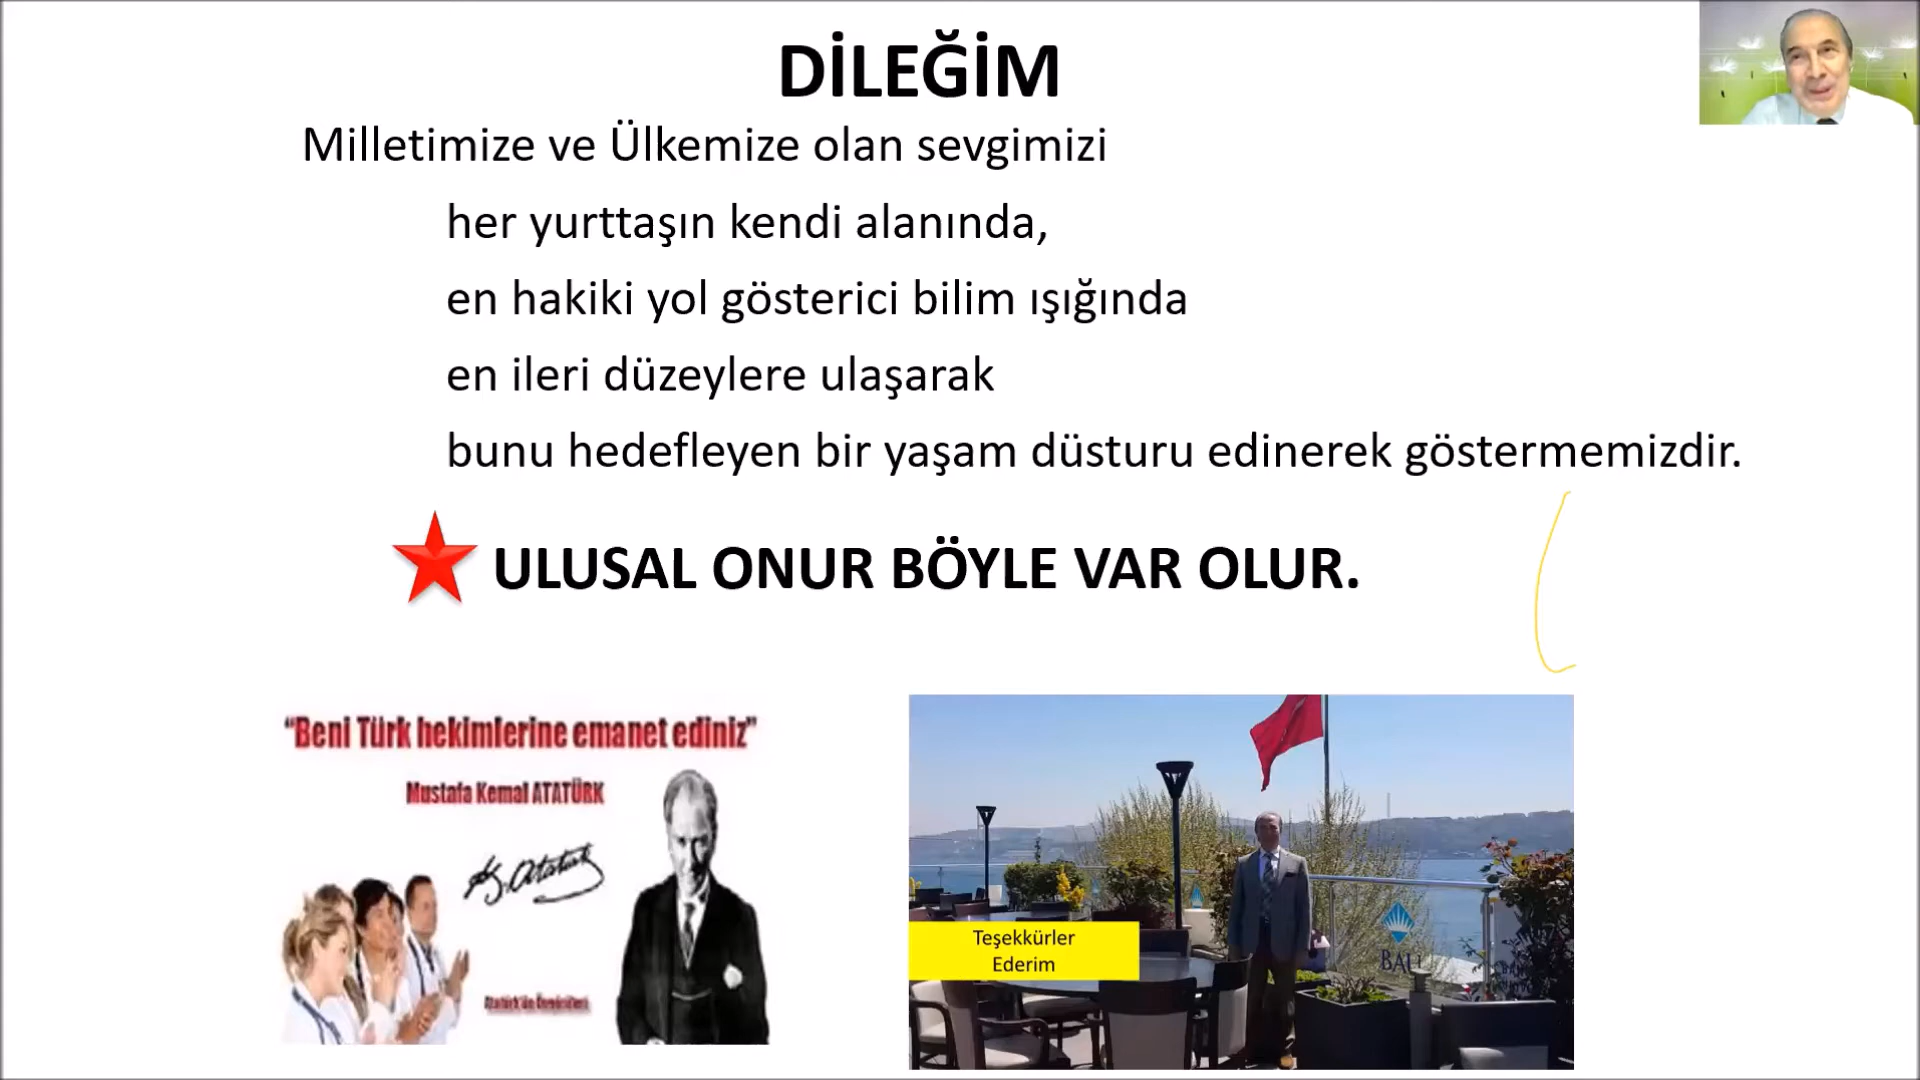 DİLEĞİM
Milletimize ve Ülkemize olan sevgimizi
her yurttaşın kendi alanında,
en hakiki yol gösterici bilim ışığında
en ileri düzeylere ulaşarak
bunu hedefleyen bir yaşam düsturu edinerek göstermemizdir.
ULUSAL ONUR BÖYLE VAR OLUR.
“Beni Türk hekimlerine emanet ediniz”
Mustafa Kemal ATATÜRK
K. Atatürk
Teşekkürler
Ederim